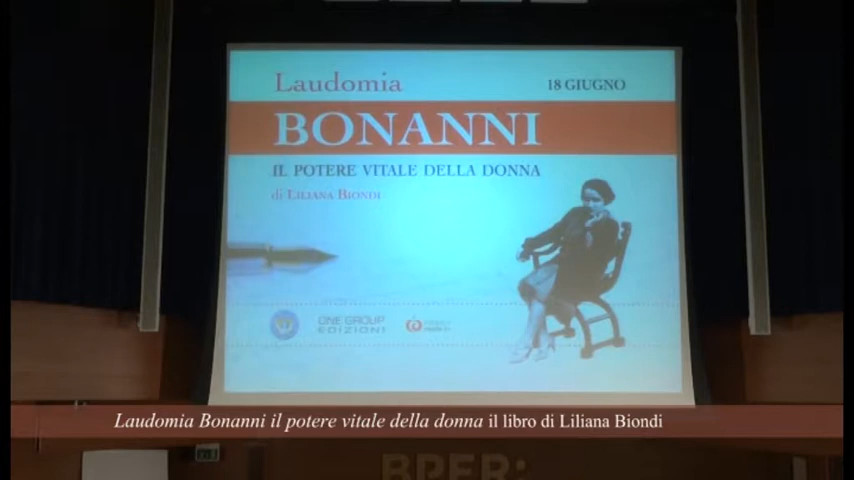 Laudomia
18 GIUGNO
BONANNI
IL POTERE VITALE DELLA DONNA
di LILIANA BIONDI
ONE GROUP
EDIZIONI
Laudomia Bonanni il potere vitale della donna il libro di Liliana Biondi
BPER: